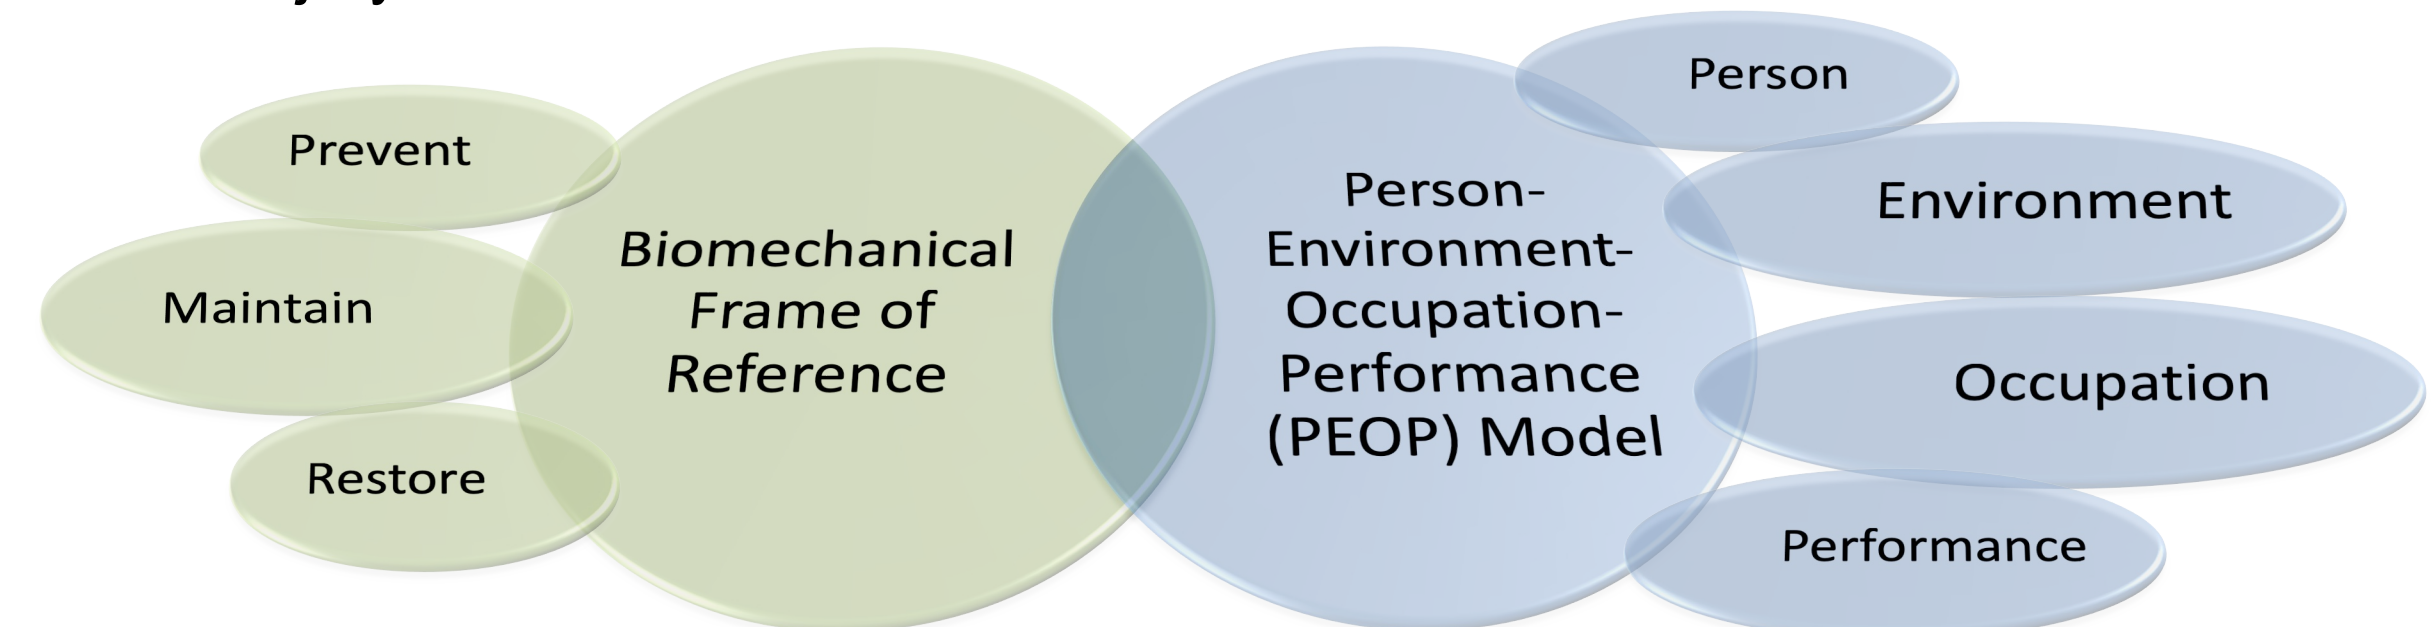 Prevent
Maintain
Restore
Biomechanical
Frame of
Reference
Person-
Environment-
Occupation-
Performance
(PEOP) Model
Person
Environment
Occupation
Performance